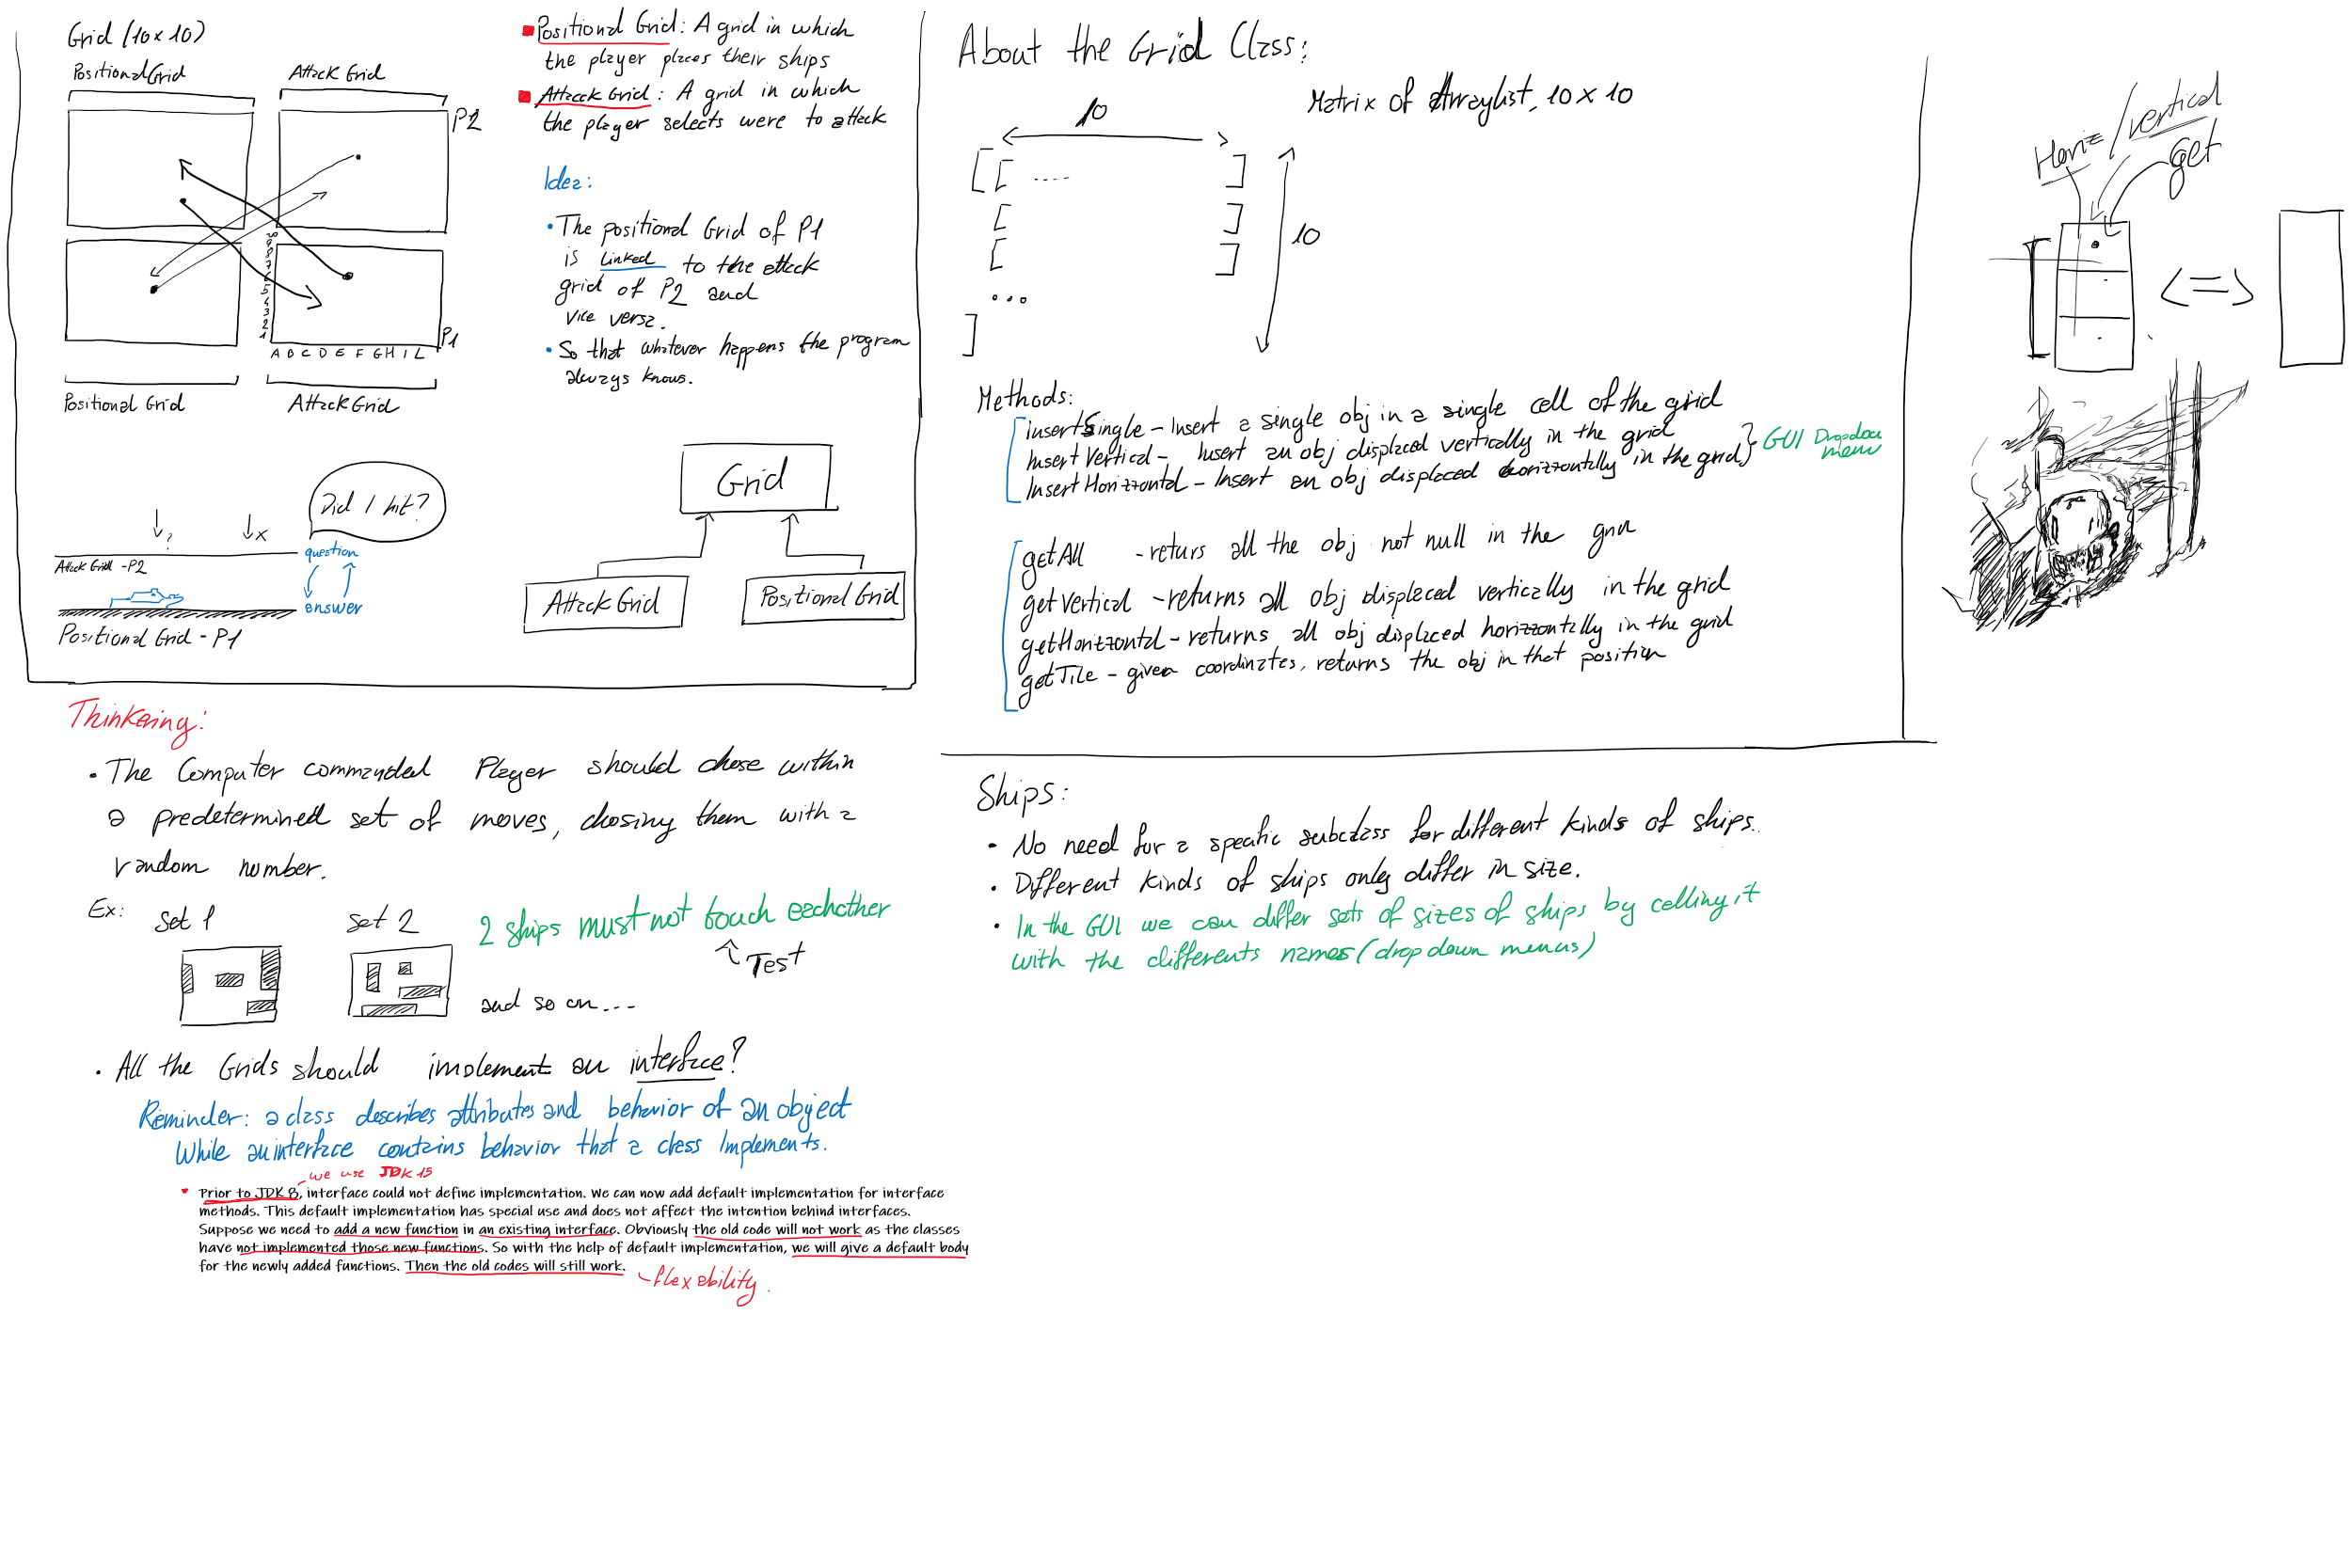 Grid (10x10)
Positional Grid
Attack Grid
P2
10
9
8
7
6
5
4
3
2
1
A B C D E F G H I L
P1
Positional Grid
Attack Grid
Positional Grid: A grid in which
the player places their ships
Attack Grid: A grid in which
the player selects were to attack
Idea:
• The positional Grid of P1
is Linked to the attack
grid of P2 and
vice versa.
• So that whatever happens the program
always knows.
Did I hit?
?
x
question
Attack Grid - P2
answer
Positional Grid - P1
Grid
Attack Grid
Positional Grid
About the Grid Class:
Matrix of Arraylist, 10x10
10
[[ ..... ]
[ ]
[ ]
...
]
10
Methods:
insertSingle - Insert a single obj in a single cell of the grid
Insert Vertical - Insert an obj displaced vertically in the grid
Insert Horizzontal - Insert an obj displaced horizzontally in the grid } GUI Dropdown
menu
getAll - returs all the obj not null in the
getVertical - returns all obj displaced vertically in the grid
getHorizzontal - returns all obj displaced horizzontally in the grid
getTile - given coordinates, returns the obj in that position
Horiz/vertical
Get
<=>
Thinkeing:
• The Computer commanded Player should chose within
a predetermined set of moves, chosing them with a
random number.
Ex: Set 1
Set 2
2 ships must not touch eachother
Test
and so on...
• All the Grids should implement an interface?
Reminder: a class describes attributes and behavior of an object
While an interface contains behavior that a class Implements.
we use JDK 15
• Prior to JDK 8, interface could not define implementation. We can now add default implementation for interface
methods. This default implementation has special use and does not affect the intention behind interfaces.
Suppose we need to add a new function in an existing interface. Obviously the old code will not work as the classes
have not implemented those new functions. So with the help of default implementation, we will give a default body
for the newly added functions. Then the old codes will still work.
- flexability.
Ships:
• No need for a specific subclass for different kinds of ships.
• Different kinds of ships only differ in size.
• In the GUI we can differ sets of sizes of ships by calling it
with the differents names (drop down menus)